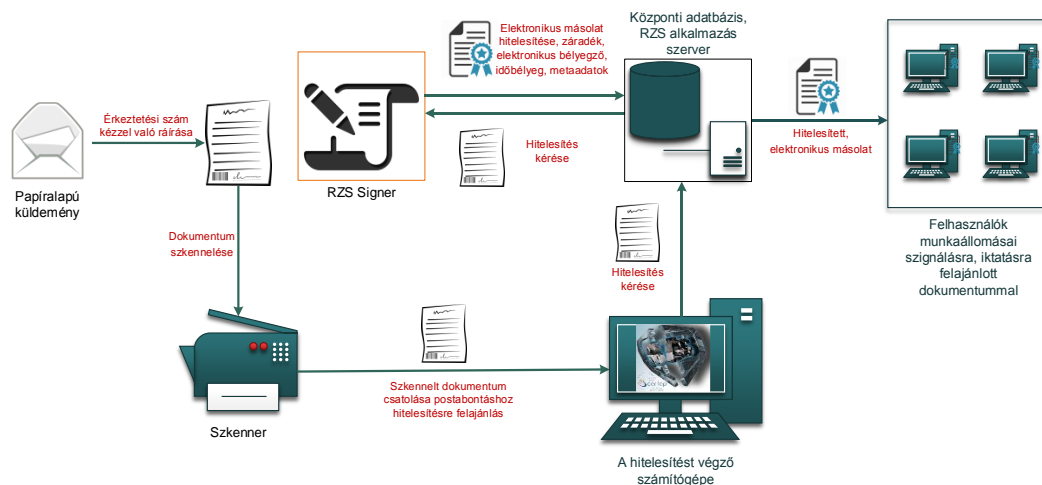 Elektronikus másolat
hitelesítése, záradék,
elektronikus bélyegző,
időbélyeg, metaadatok
Központi adatbázis,
RZS alkalmazás
szerver
Érkeztetési szám
kézzel való ráírása
Hitelesítés
kérése
Hitelesített,
elektronikus másolat
Papíralapú
küldemény
RZS Signer
Felhasználók
munkaállomásai
szignálásra, iktatásra
felajánlott
dokumentummal
Dokumentum
szkennelése
Hitelesítés
kérése
Szkennelt dokumentum
csatolása postabontáshoz
hitelesítésre felajánlás
Szkenner
A hitelesítést végző
számítógépe